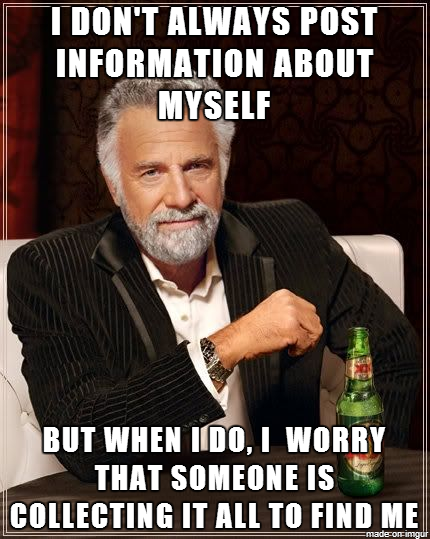 I DON'T ALWAYS POST
INFORMATION ABOUT
MYSELF
XX
BUT WHEN I DO, I WORRY
THAT SOMEONE IS
COLLECTING IT ALL TO FIND ME
made on imgur